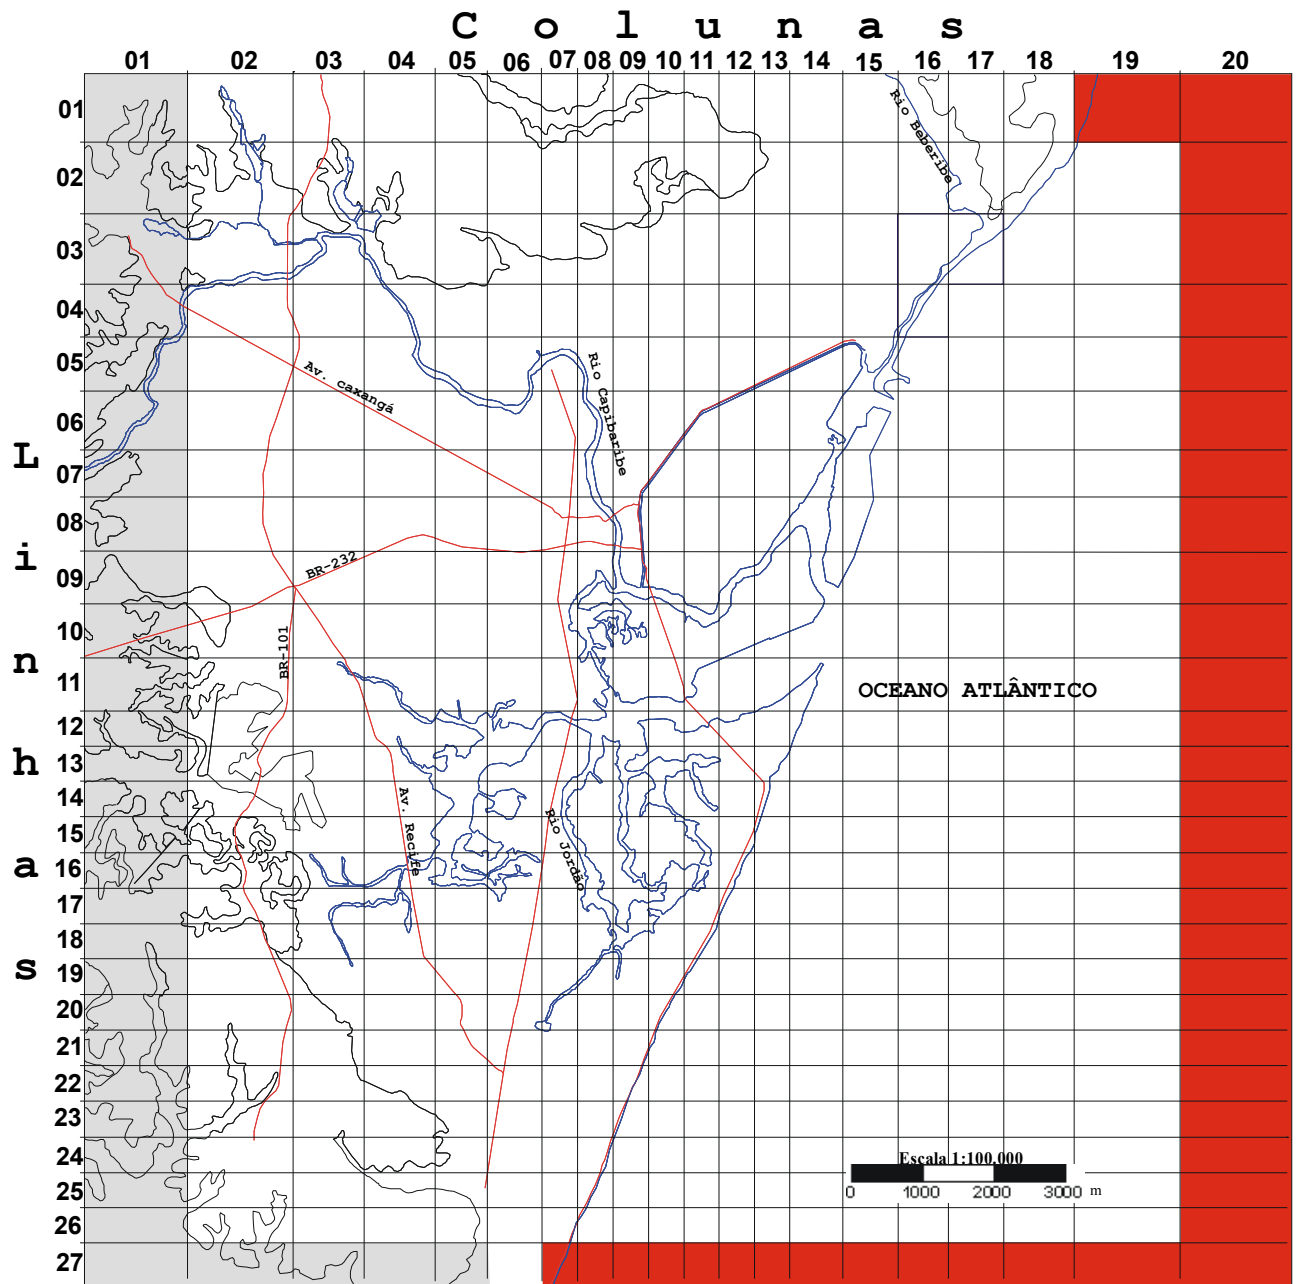 Colunas
01 02 03 04 05 06 07 08 09 10 11 12 13 14 15 16 17 18 19 20
Linhas
01
02
03
04
05
06
07
08
09
10
11
12
13
14
15
16
17
18
19
20
21
22
23
24
25
26
27
Rio Beberibe
Av. caxangá
Rio Capibaribe
BR-232
BR-101
OCEANO ATLÂNTICO
Av. Recife
Rio Jordão
Escala 1:100.000
0 1000 2000 3000 m